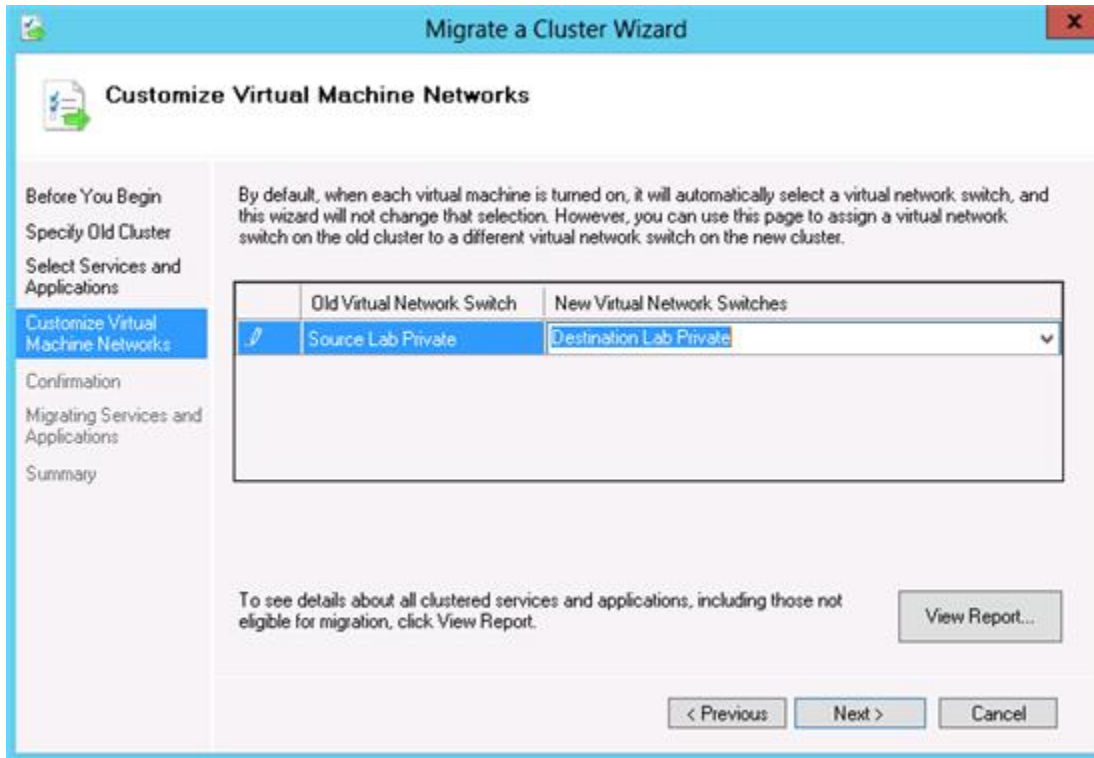 Migrate a Cluster Wizard
x
Customize Virtual Machine Networks
Before You Begin
Specify Old Cluster
Select Services and
Applications
Customize Virtual
Machine Networks
Confirmation
Migrating Services and
Applications
Summary
By default, when each virtual machine is turned on, it will automatically select a virtual network switch, and
this wizard will not change that selection. However, you can use this page to assign a virtual network
switch on the old cluster to a different virtual network switch on the new cluster.
Old Virtual Network Switch New Virtual Network Switches
Source Lab Private Destination Lab Private
To see details about all clustered services and applications, including those not
eligible for migration, click View Report.
View Report...
< Previous Next > Cancel